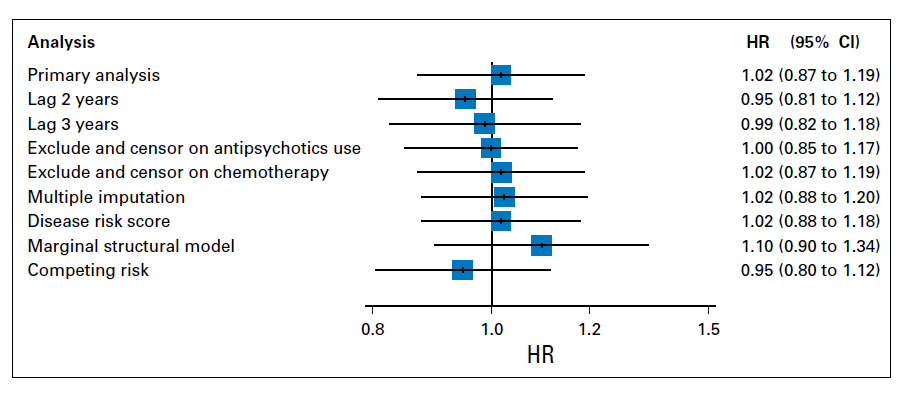 Analysis HR (95% CI)
Primary analysis 1.02 (0.87 to 1.19)
Lag 2 years 0.95 (0.81 to 1.12)
Lag 3 years 0.99 (0.82 to 1.18)
Exclude and censor on antipsychotics use 1.00 (0.85 to 1.17)
Exclude and censor on chemotherapy 1.02 (0.87 to 1.19)
Multiple imputation 1.02 (0.88 to 1.20)
Disease risk score 1.02 (0.88 to 1.18)
Marginal structural model 1.10 (0.90 to 1.34)
Competing risk 0.95 (0.80 to 1.12)
0.8 1.0 1.2 1.5
HR